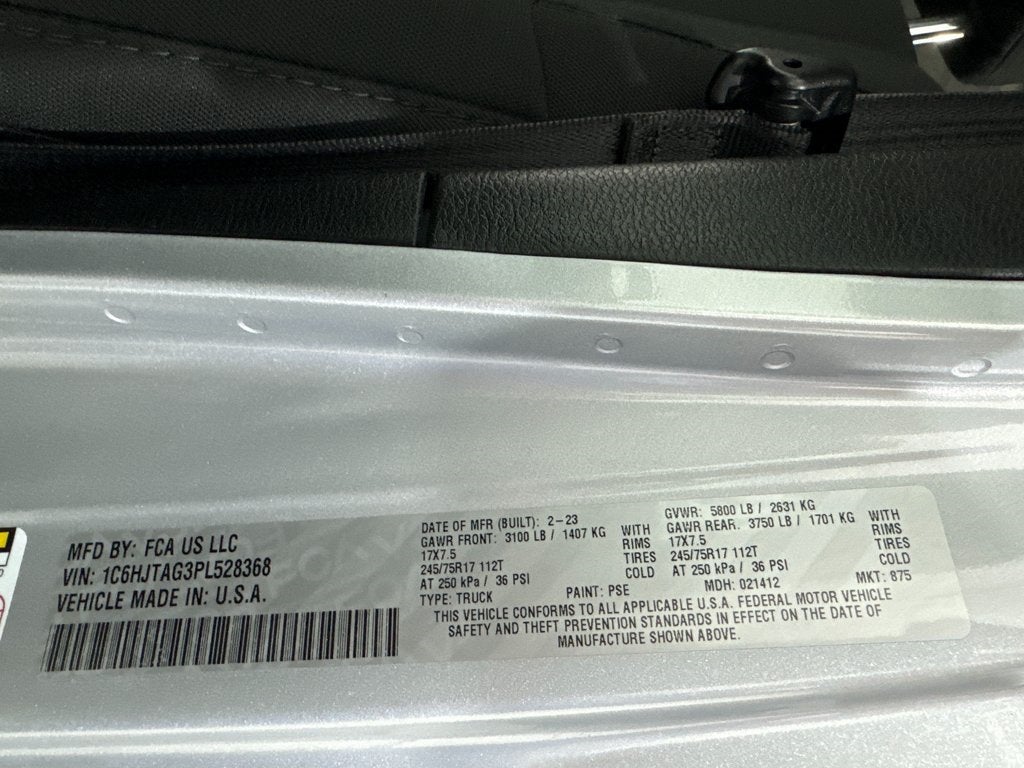 MFD BY: FCA US LLC
VIN: 1C6HJTAG3PL528368
VEHICLE MADE IN: U.S.A.
DATE OF MFR (BUILT): 2-23
GAWR FRONT: 3100 LB / 1407 KG WITH
17X7.5 RIMS
245/75R17 112T TIRES
AT 250 kPa / 36 PSI COLD
TYPE: TRUCK PAINT: PSE
GVWR: 5800 LB / 2631 KG
GAWR REAR. 3750 LB / 1701 KG WITH
17X7.5 RIMS
245/75R17 112T TIRES
AT 250 kPa / 36 PSI COLD
MDH: 021412 MKT: 875
THIS VEHICLE CONFORMS TO ALL APPLICABLE U.S.A. FEDERAL MOTOR VEHICLE
SAFETY AND THEFT PREVENTION STANDARDS IN EFFECT ON THE DATE OF
MANUFACTURE SHOWN ABOVE.